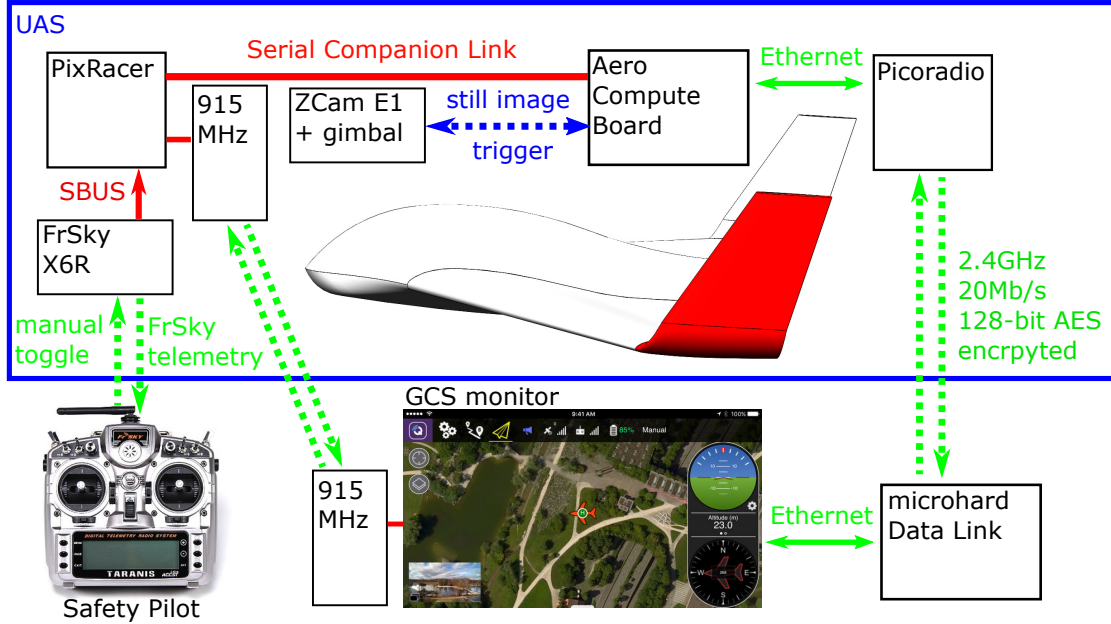 UAS
PixRacer
Serial Companion Link
915
MHz
ZCam E1
+ gimbal
still image
trigger
Aero
Compute
Board
Ethernet
Picoradio
SBUS
FrSky
X6R
manual
toggle
FrSky
telemetry
2.4GHz
20Mb/s
128-bit AES
encrpyted
GCS monitor
9:41 AM
100%
85%
Manual
H
Altitude (m)
23.0
N
W
E
S
915
MHz
Ethernet
microhard
Data Link
FrSKY
DIGITAL TELEMETRY RADIO SYSTEM
TARANIS
ACCST
Safety Pilot